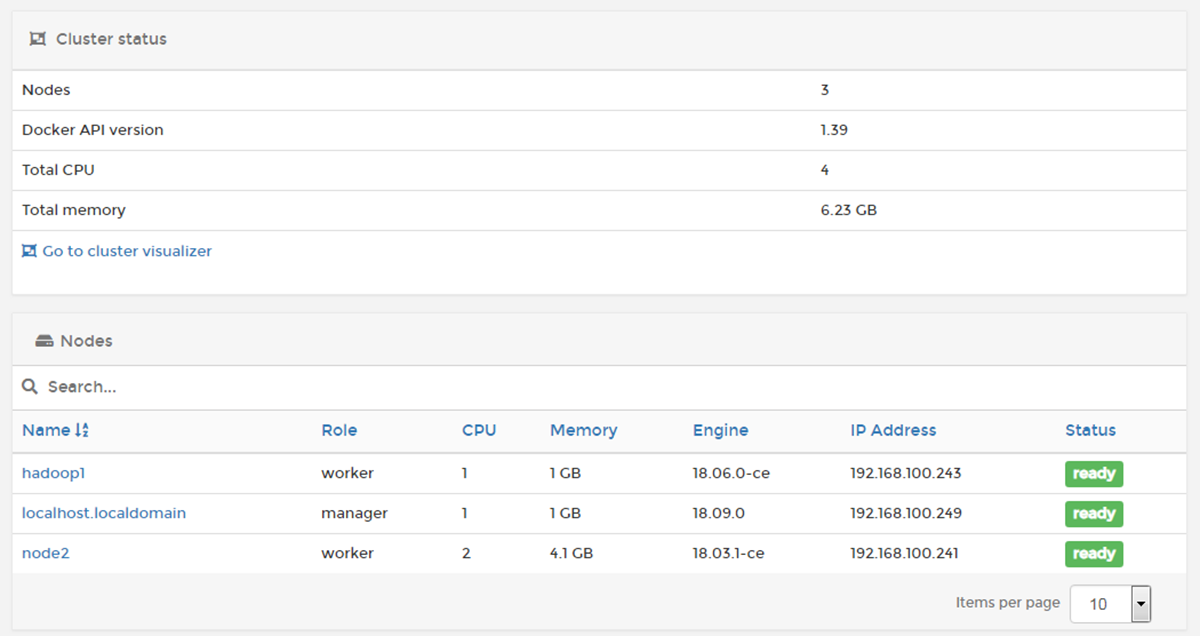 Cluster status
Nodes 3
Docker API version 1.39
Total CPU 4
Total memory 6.23 GB
Go to cluster visualizer
Nodes
Search...
Name Role CPU Memory Engine IP Address Status
hadoop1 worker 1 1 GB 18.06.0-ce 192.168.100.243 ready
localhost.localdomain manager 1 1 GB 18.09.0 192.168.100.249 ready
node2 worker 2 4.1 GB 18.03.1-ce 192.168.100.241 ready
Items per page 10